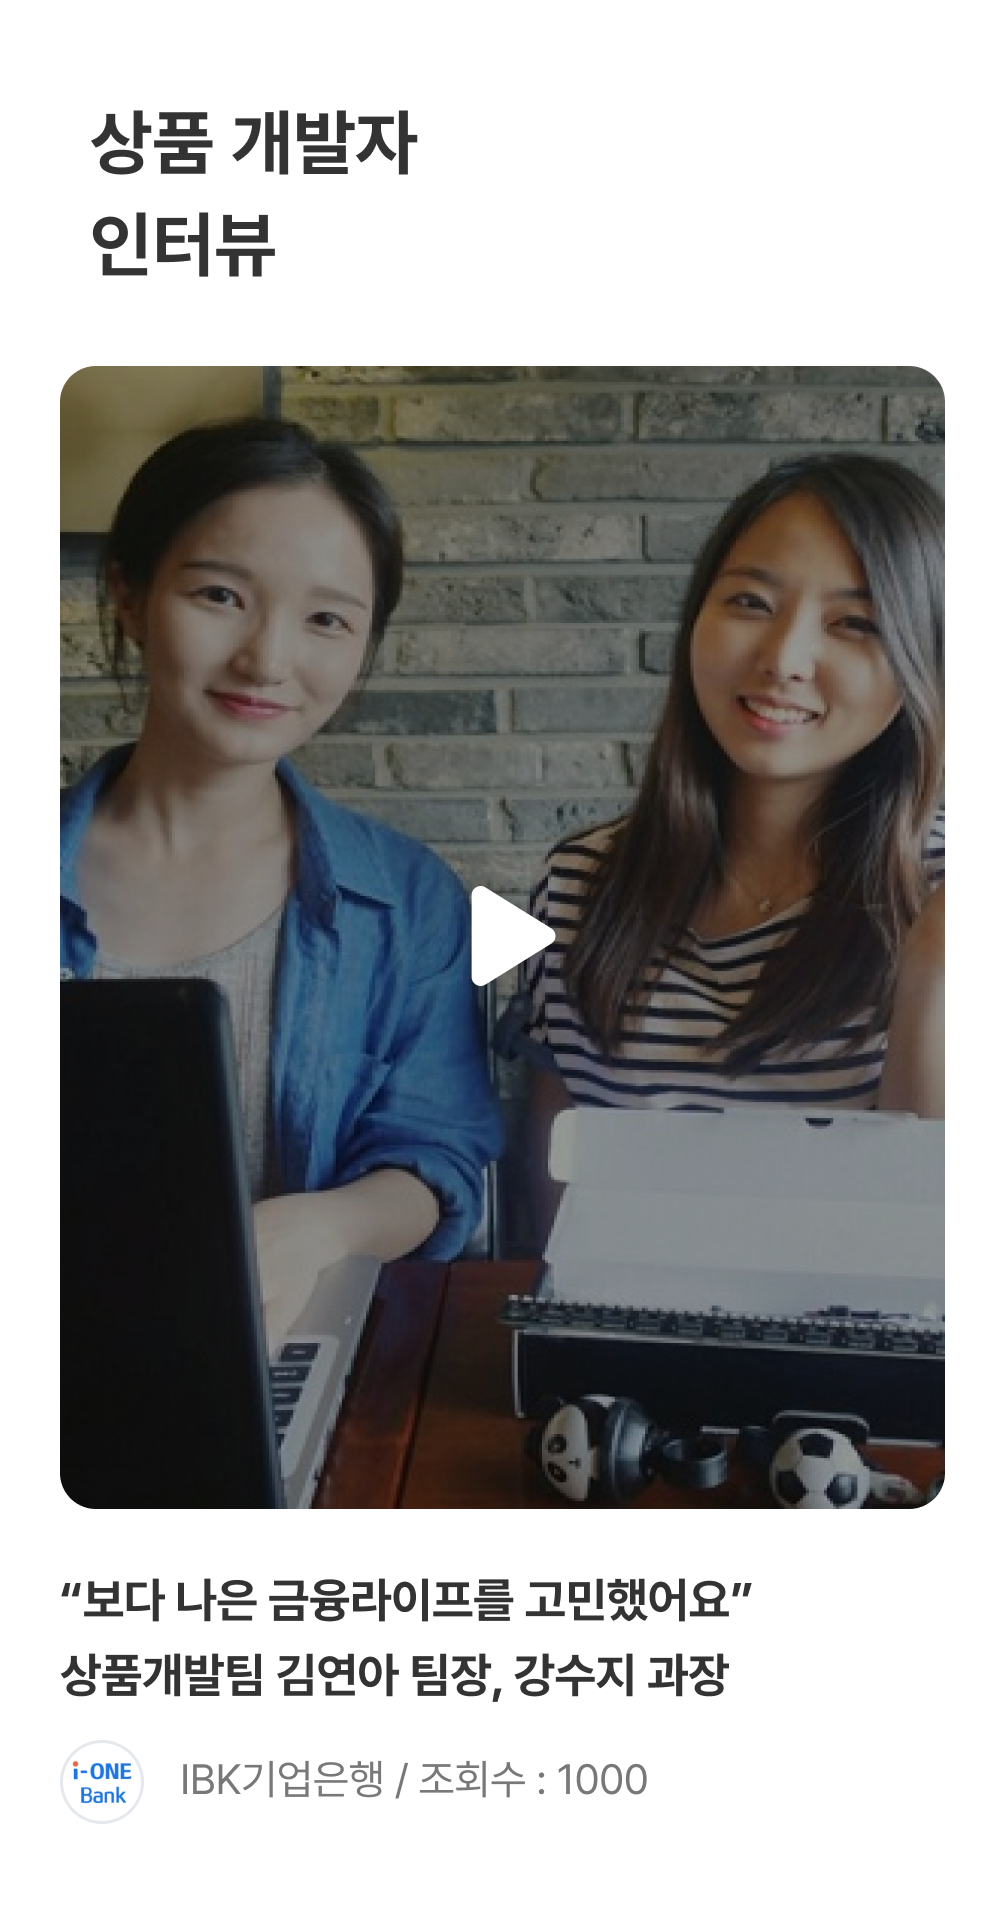 상품 개발자
인터뷰
“보다 나은 금융라이프를 고민했어요”
상품개발팀 김연아 팀장, 강수지 과장
i-ONE
Bank
IBK기업은행 / 조회수 : 1000